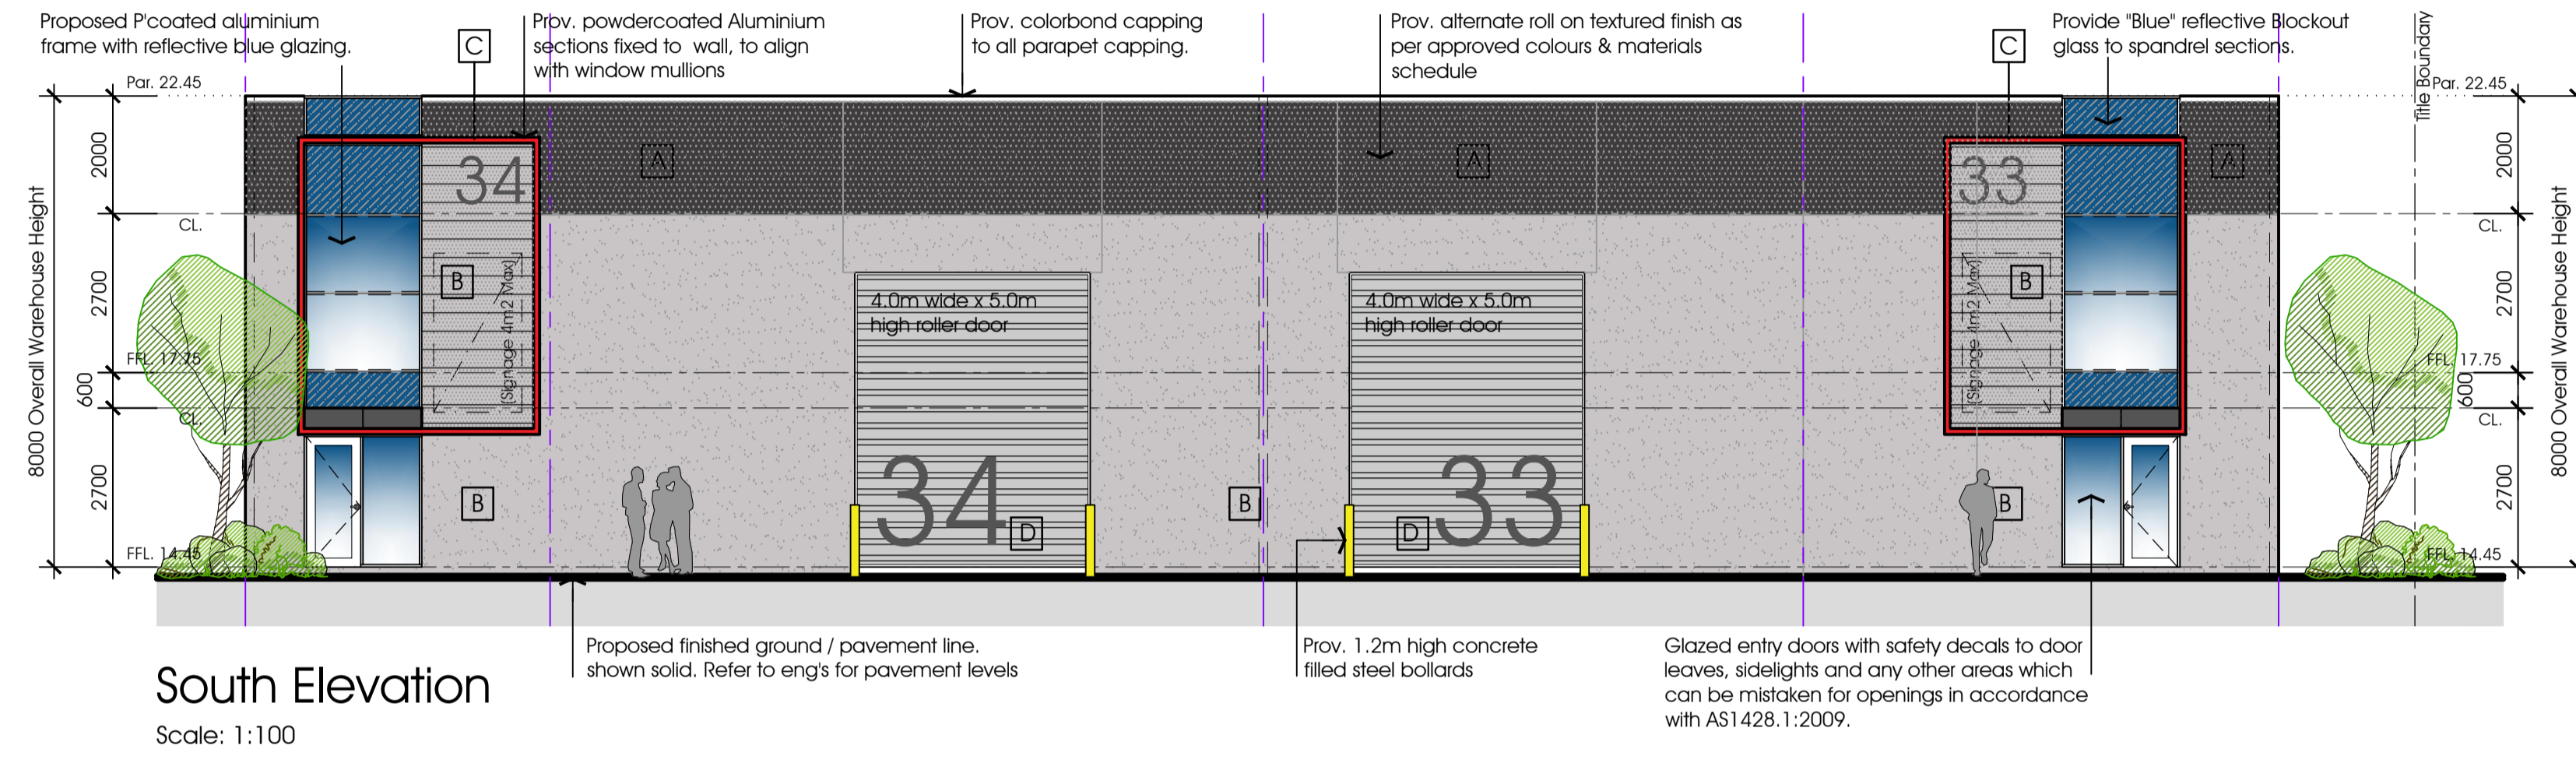 Proposed P'coated aluminium
frame with reflective blue glazing.
C
Prov. powdercoated Aluminium
sections fixed to wall, to align
with window mullions
Prov. colorbond capping
to all parapet capping.
Prov. alternate roll on textured finish as
per approved colours & materials
schedule
C
Provide "Blue" reflective Blockout
glass to spandrel sections.
Title Boundary
Par. 22.45
Par. 22.45
8000 Overall Warehouse Height
2000
2700
600
2700
CL.
FFL. 17.75
CL.
FFL. 14.45
34
A
B
(Signage 4m2 Max)
B
4.0m wide x 5.0m
high roller door
34
D
B
A
4.0m wide x 5.0m
high roller door
D
33
33
A
B
(Signage 4m2 Max)
B
2000
2700
600
2700
CL.
FFL. 17.75
CL.
FFL. 14.45
8000 Overall Warehouse Height
Proposed finished ground / pavement line.
shown solid. Refer to eng's for pavement levels
Prov. 1.2m high concrete
filled steel bollards
Glazed entry doors with safety decals to door
leaves, sidelights and any other areas which
can be mistaken for openings in accordance
with AS1428.1:2009.
South Elevation
Scale: 1:100